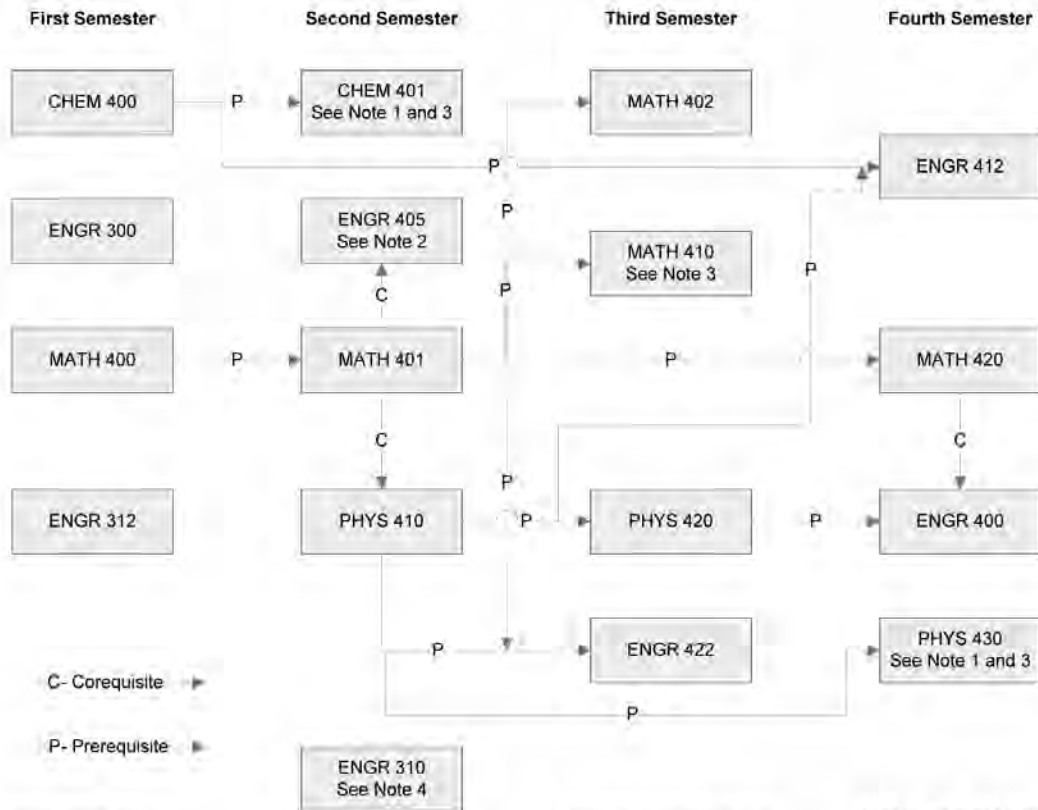 First Semester
Second Semester
Third Semester
Fourth Semester
CHEM 400
P
CHEM 401
See Note 1 and 3
MATH 402
P
ENGR 412
ENGR 300
ENGR 405
See Note 2
P
MATH 410
See Note 3
P
C
P
MATH 400
P
MATH 401
P
MATH 420
C
C
P
ENGR 312
PHYS 410
P
PHYS 420
P
ENGR 400
P
ENGR 422
PHYS 430
See Note 1 and 3
C- Corequisite
P
P- Prerequisite
ENGR 310
See Note 4